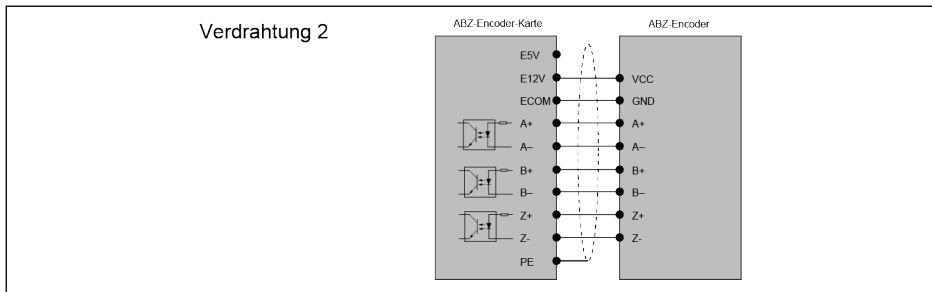 Verdrahtung 2
ABZ-Encoder-Karte
ABZ-Encoder
E5V
E12V
VCC
ECOM
GND
A+
A+
A–
A–
B+
B+
B–
B–
Z+
Z+
Z-
Z-
PE